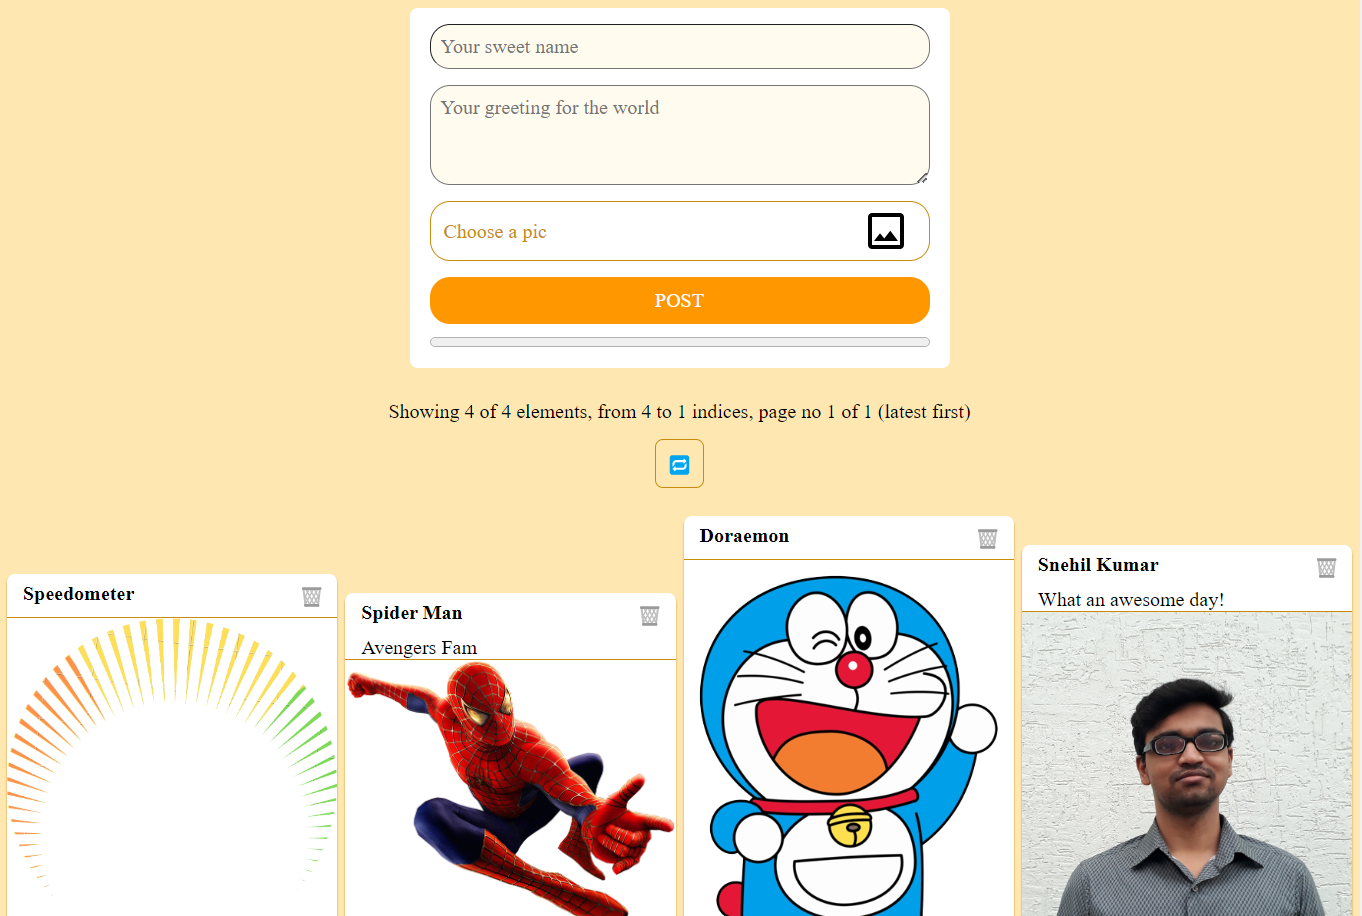 Your sweet name
Your greeting for the world
Choose a pic
POST
Showing 4 of 4 elements, from 4 to 1 indices, page no 1 of 1 (latest first)
Speedometer
Spider Man
Avengers Fam
Doraemon
Snehil Kumar
What an awesome day!